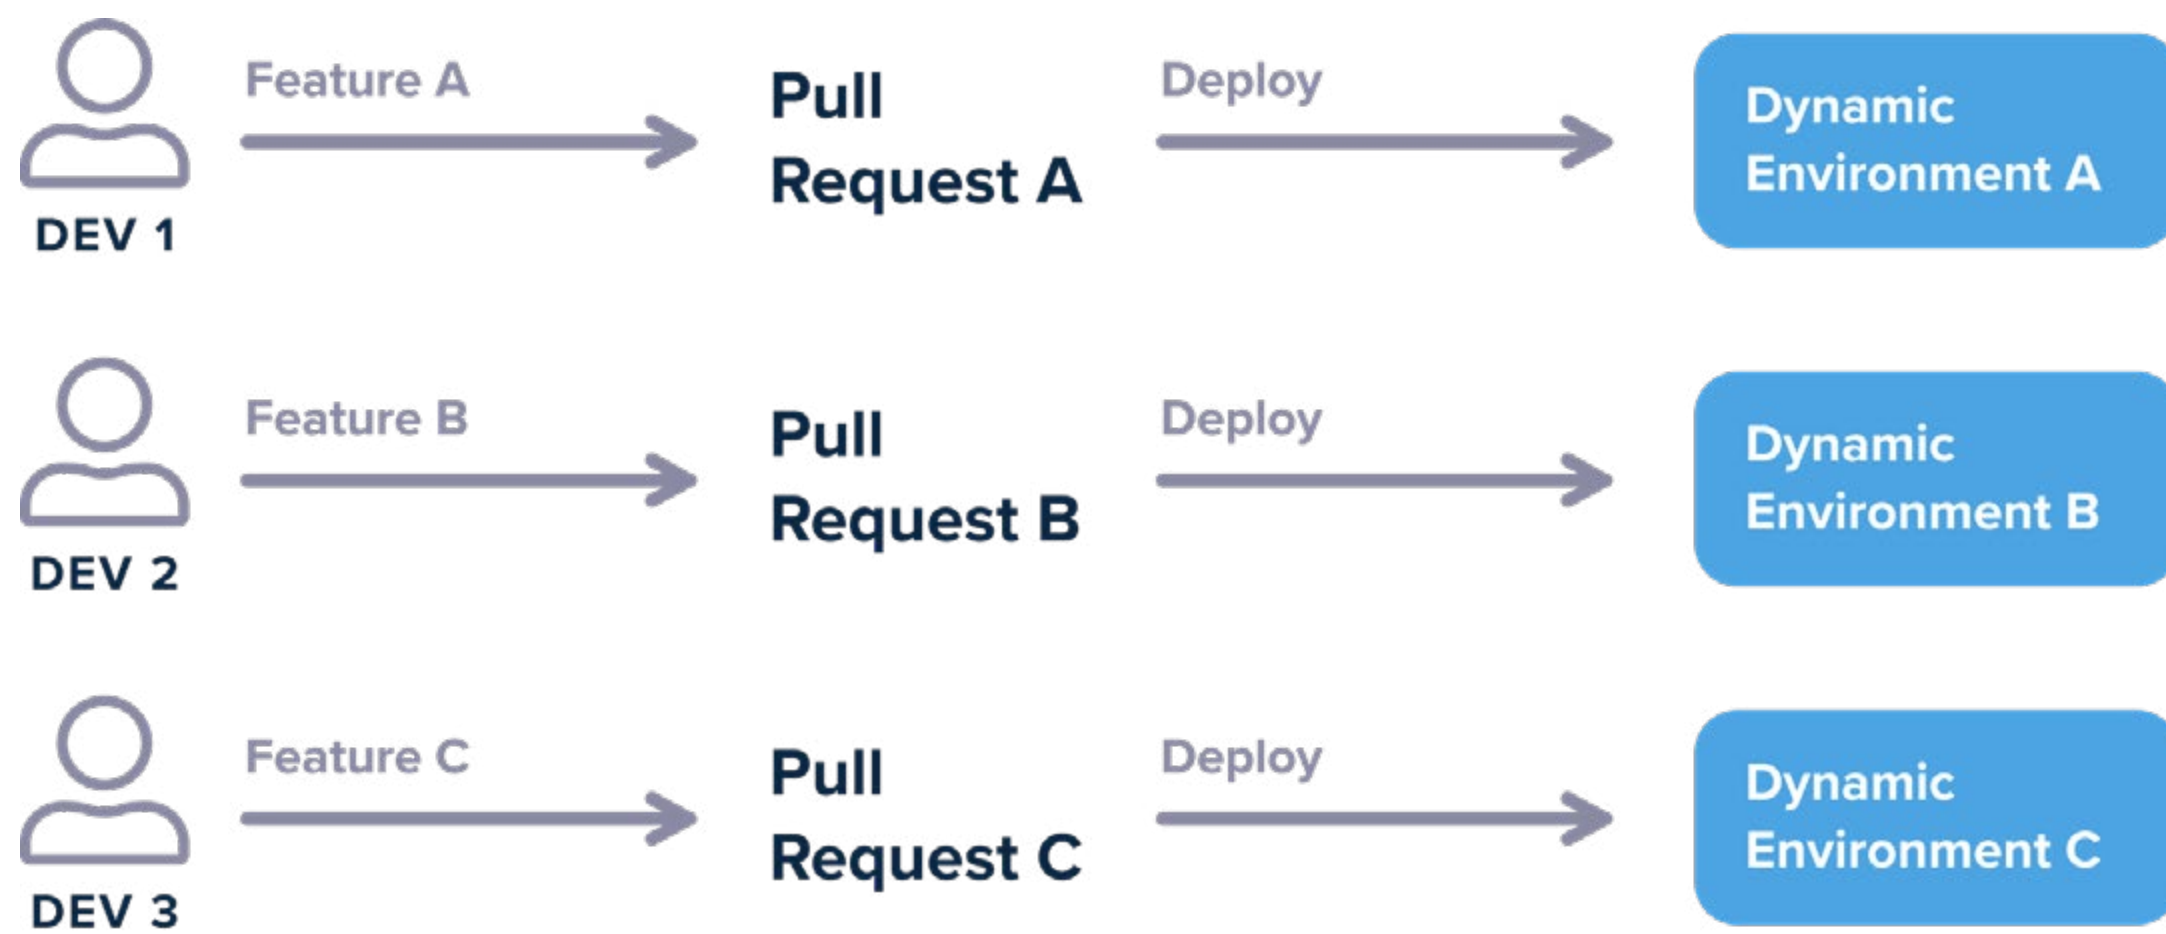 Feature A
Pull
Request A
Deploy
Dynamic
Environment A
DEV 1
Feature B
Pull
Request B
Deploy
Dynamic
Environment B
DEV 2
Feature C
Pull
Request C
Deploy
Dynamic
Environment C
DEV 3